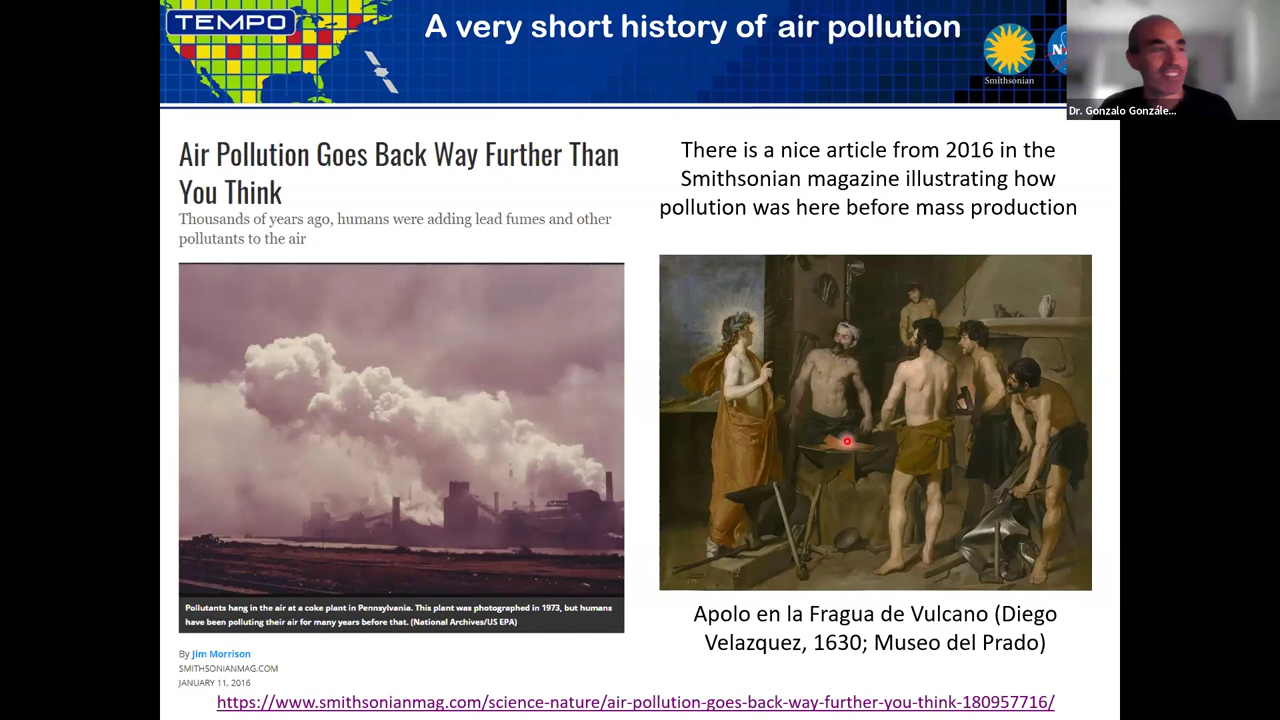 TEMPO
A very short history of air pollution
Smithsonian
Dr. Gonzalo Gonzále...
Air Pollution Goes Back Way Further Than
You Think
Thousands of years ago, humans were adding lead fumes and other
pollutants to the air
Pollutants hang in the air at a coke plant in Pennsylvania. This plant was photographed in 1973, but humans
have been polluting their air for many years before that. (National Archives/US EPA)
By Jim Morrison
SMITHSONIANMAG.COM
JANUARY 11, 2016
There is a nice article from 2016 in the
Smithsonian magazine illustrating how
pollution was here before mass production
Apolo en la Fragua de Vulcano (Diego
Velazquez, 1630; Museo del Prado)
https://www.smithsonianmag.com/science-nature/air-pollution-goes-back-way-further-you-think-180957716/